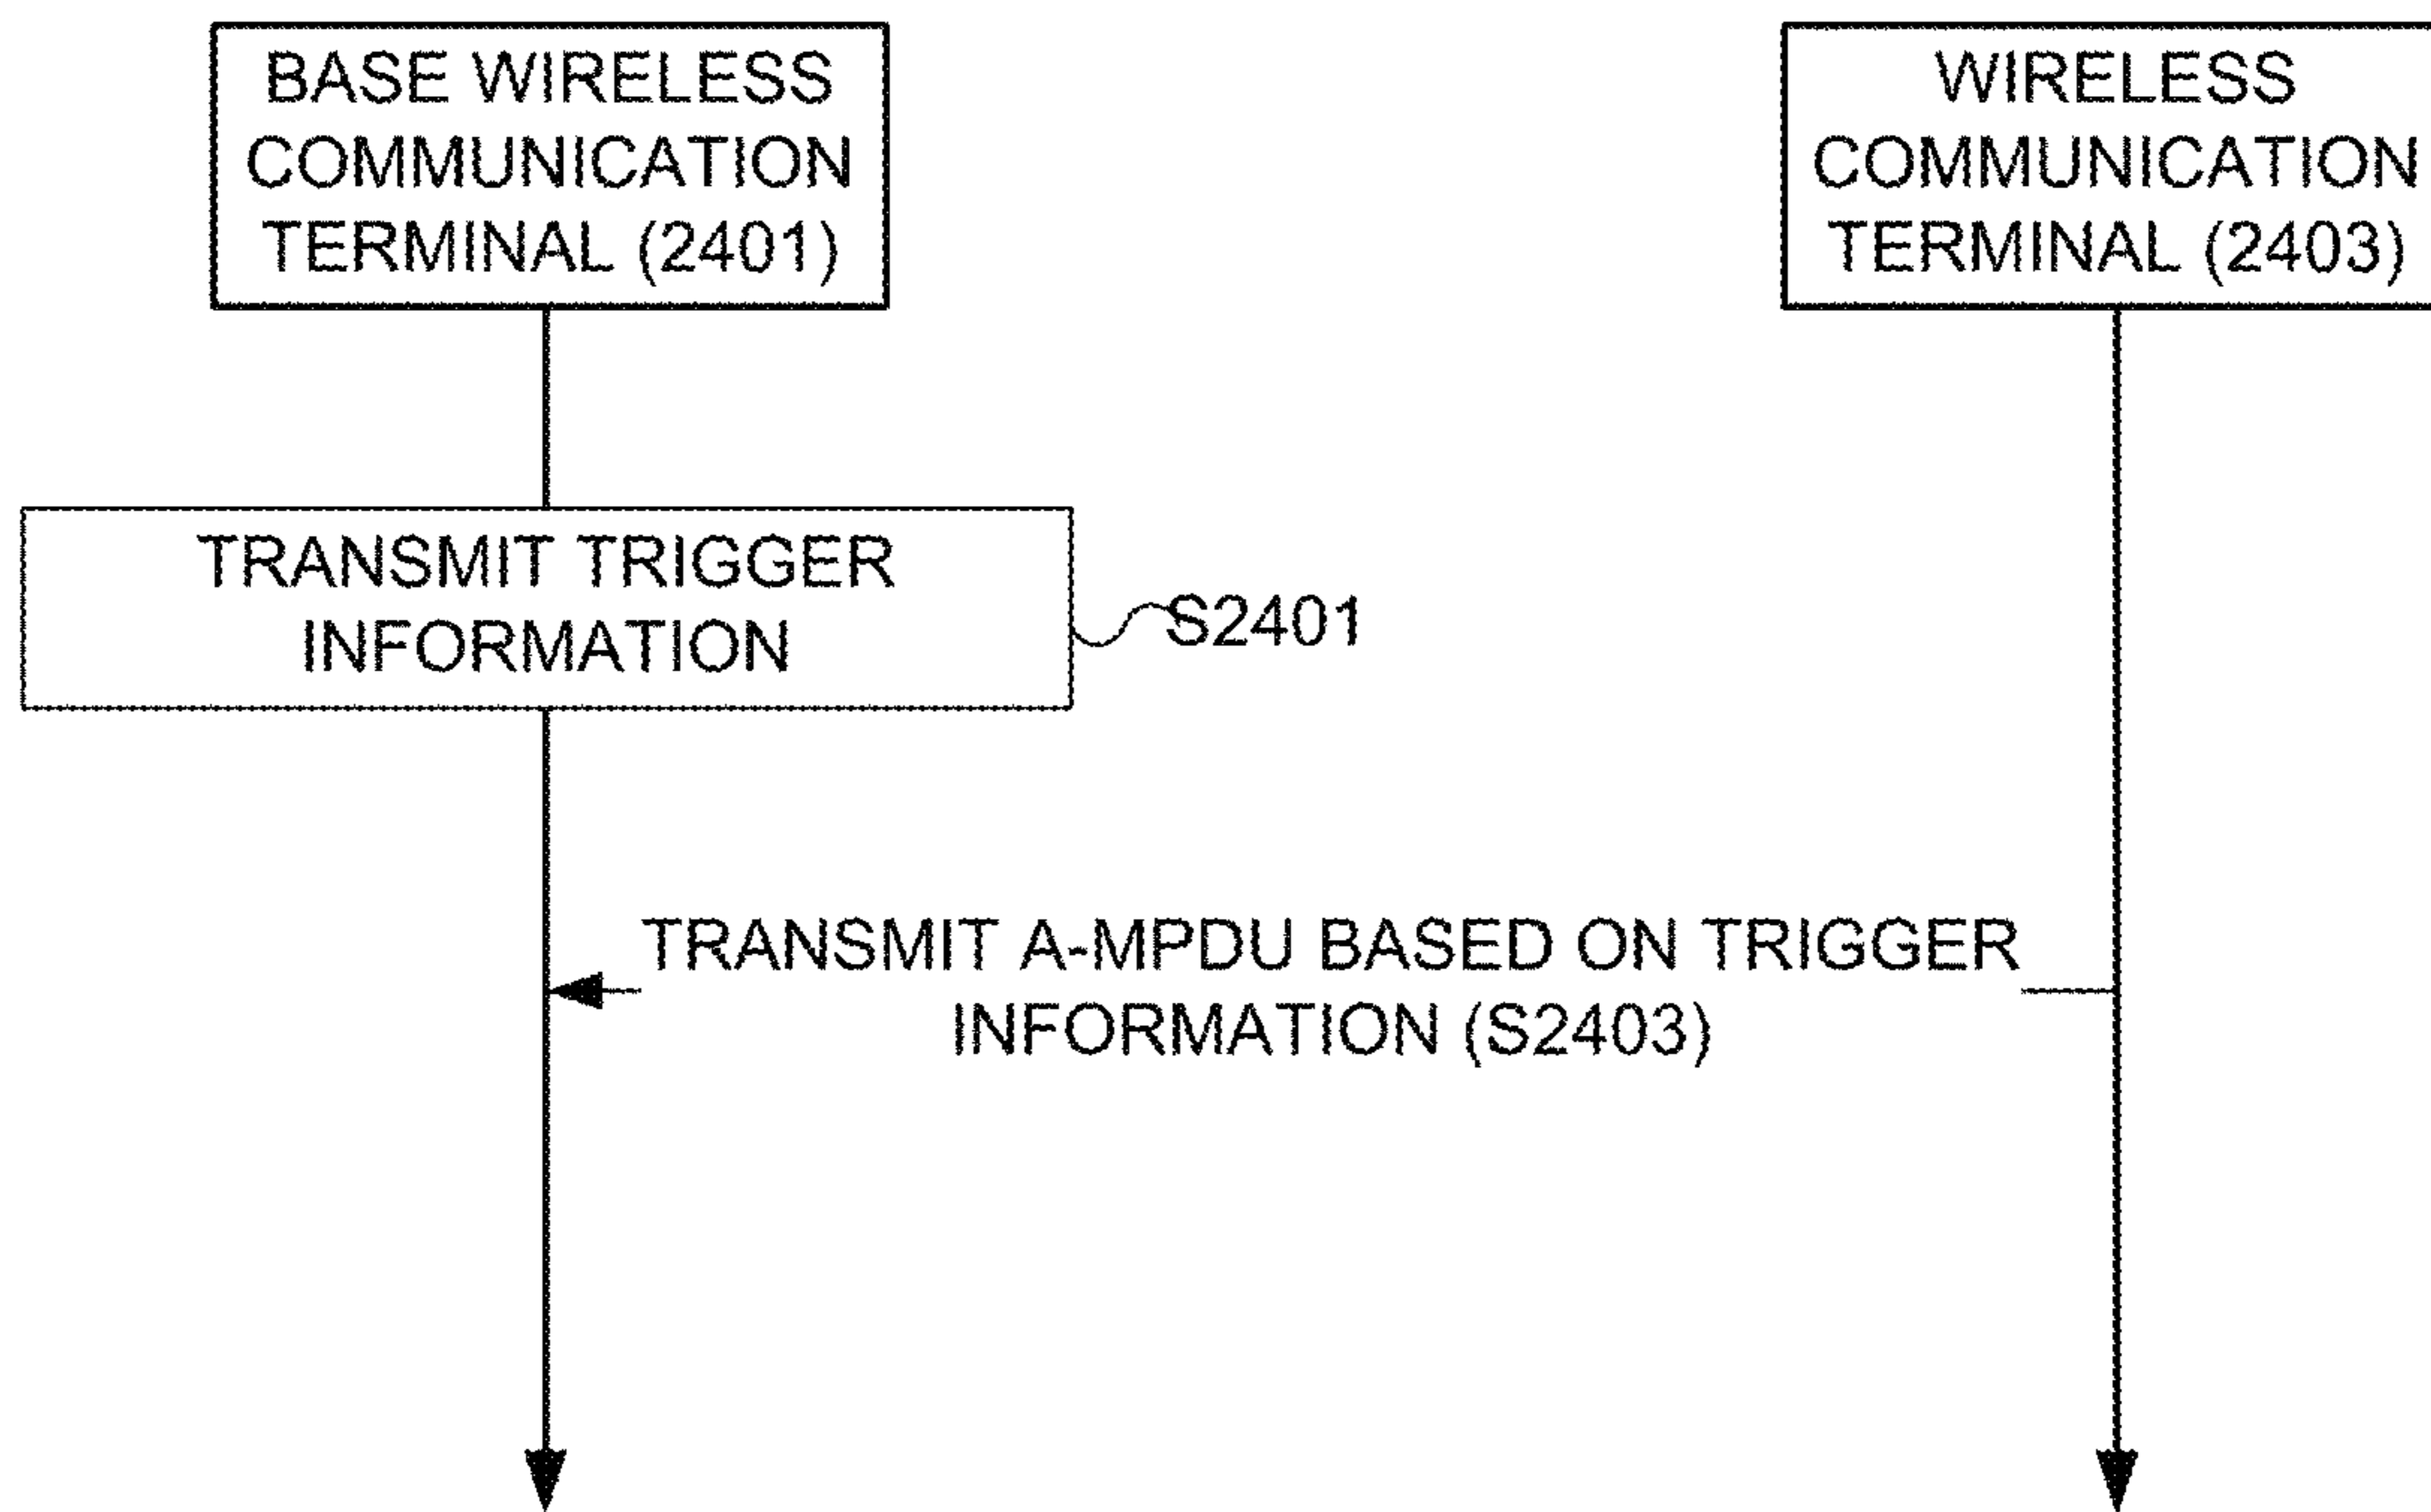 BASE WIRELESS
COMMUNICATION
TERMINAL (2401)
WIRELESS
COMMUNICATION
TERMINAL (2403)
TRANSMIT TRIGGER
INFORMATION
S2401
TRANSMIT A-MPDU BASED ON TRIGGER
INFORMATION (S2403)